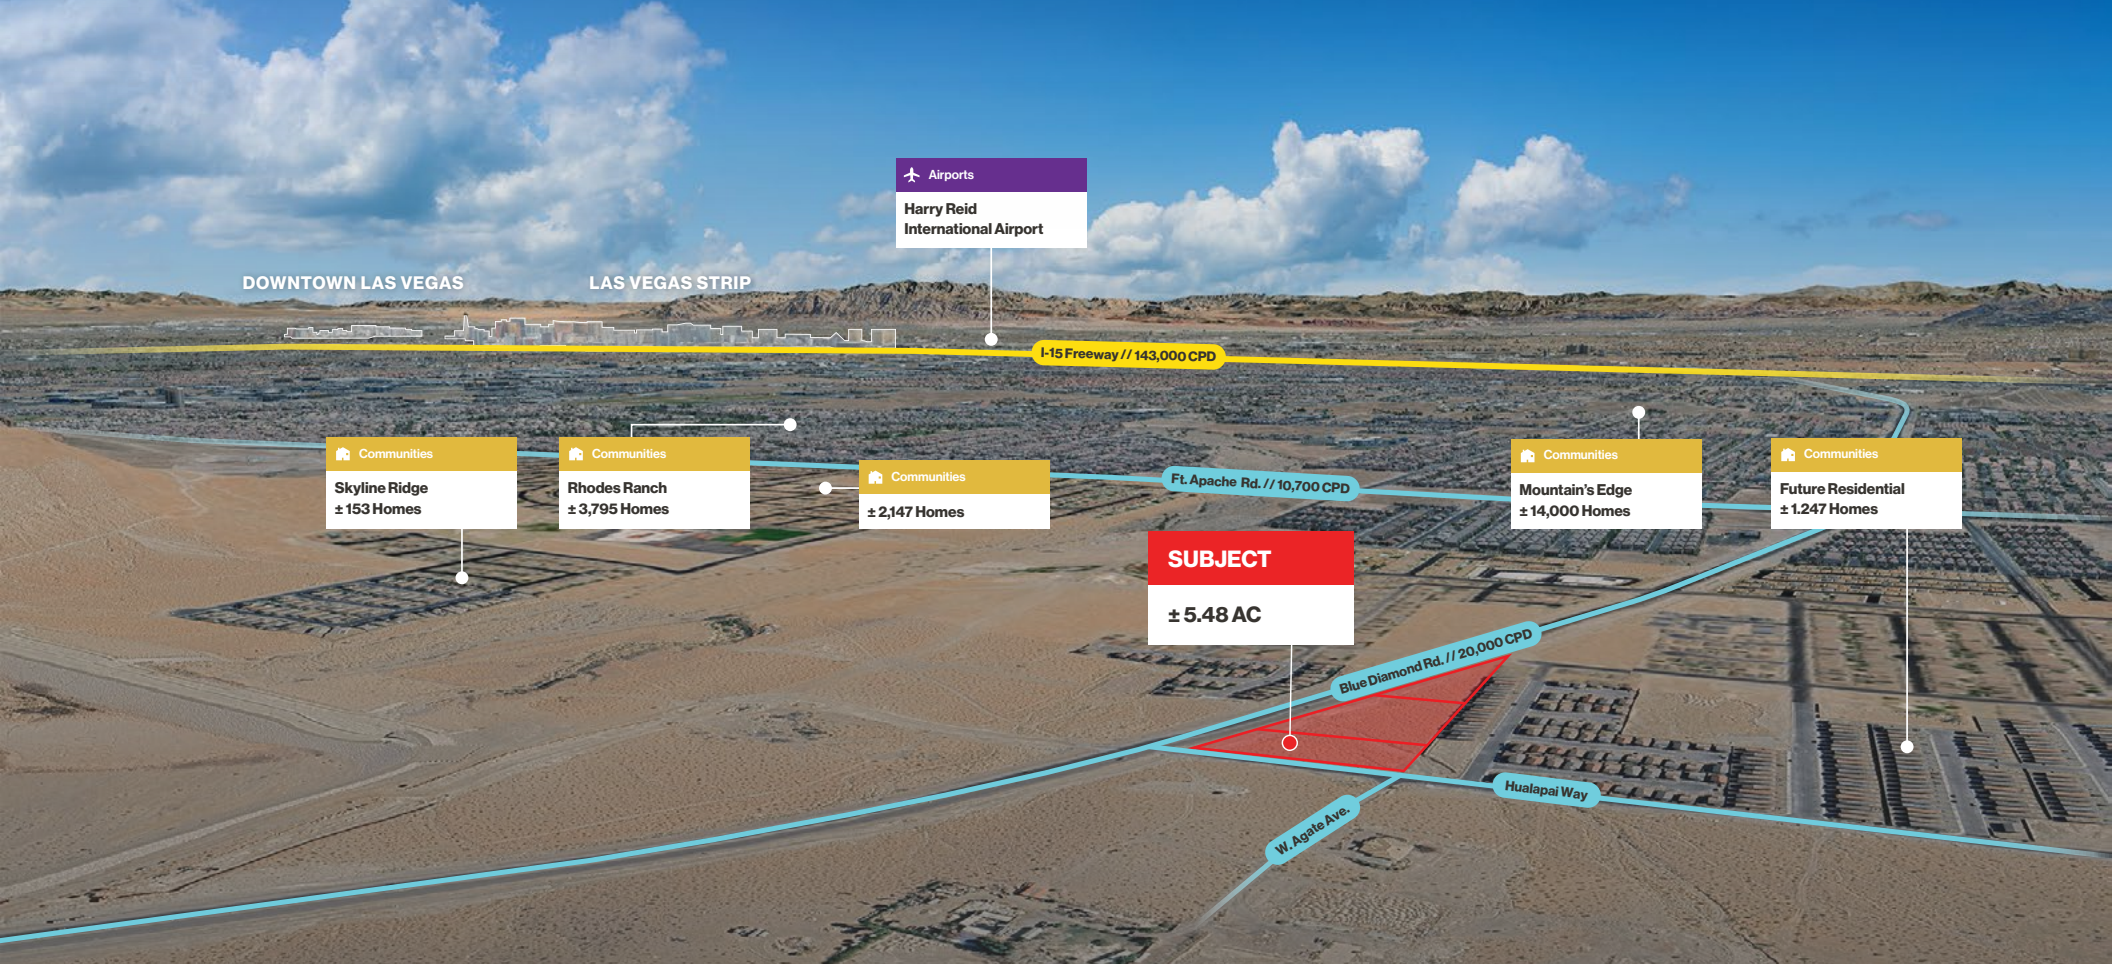 Airports
Harry Reid
International Airport
DOWNTOWN LAS VEGAS
LAS VEGAS STRIP
I-15 Freeway // 143,000 CPD
Communities
Skyline Ridge
± 153 Homes
Communities
Rhodes Ranch
± 3,795 Homes
Communities
± 2,147 Homes
Ft. Apache Rd. // 10,700 CPD
Communities
Mountain's Edge
± 14,000 Homes
Communities
Future Residential
± 1.247 Homes
SUBJECT
± 5.48 AC
Blue Diamond Rd. // 20,000 CPD
Hualapai Way
W. Agate Ave.